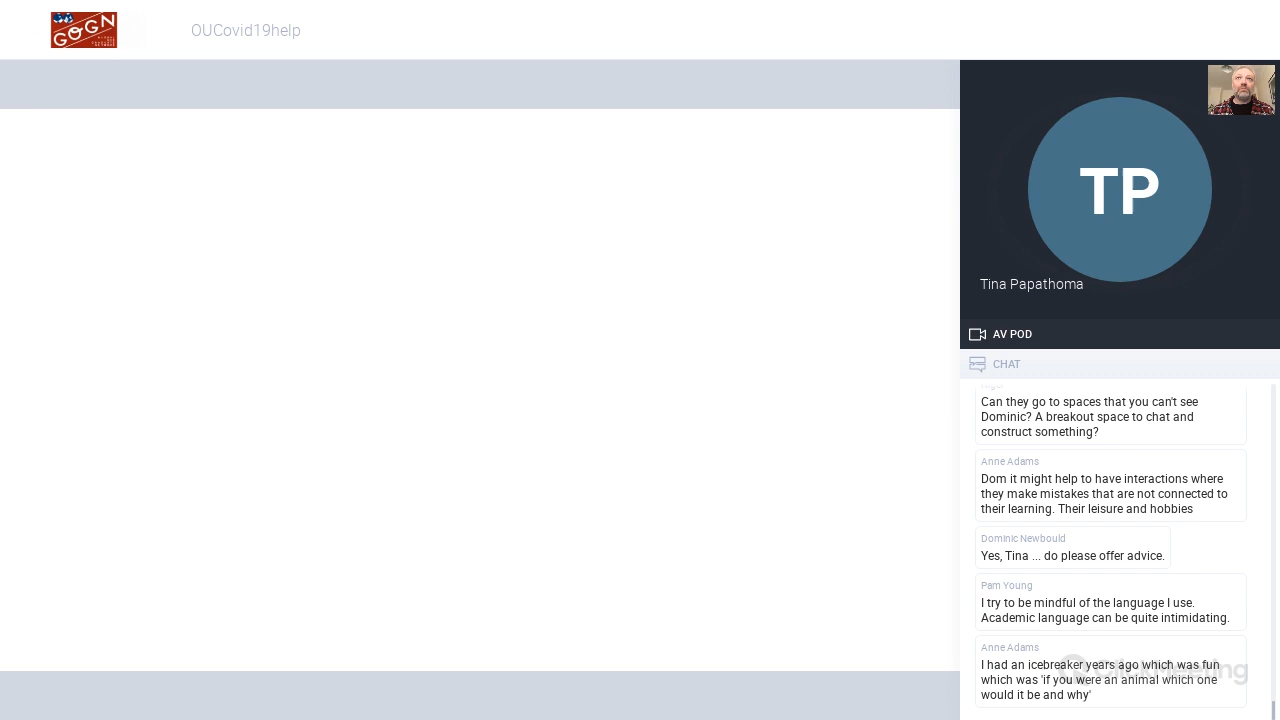 GOGN
OUCovid19help
TP
Tina Papathoma
AV POD
CHAT
Can they go to spaces that you can't see
Dominic? A breakout space to chat and
construct something?
Anne Adams
Dom it might help to have interactions where
they make mistakes that are not connected to
their learning. Their leisure and hobbies
Dominic Newbould
Yes, Tina ... do please offer advice.
Pam Young
I try to be mindful of the language I use.
Academic language can be quite intimidating.
Anne Adams
I had an icebreaker years ago which was fun
which was 'if you were an animal which one
would it be and why'
ClickMeeting